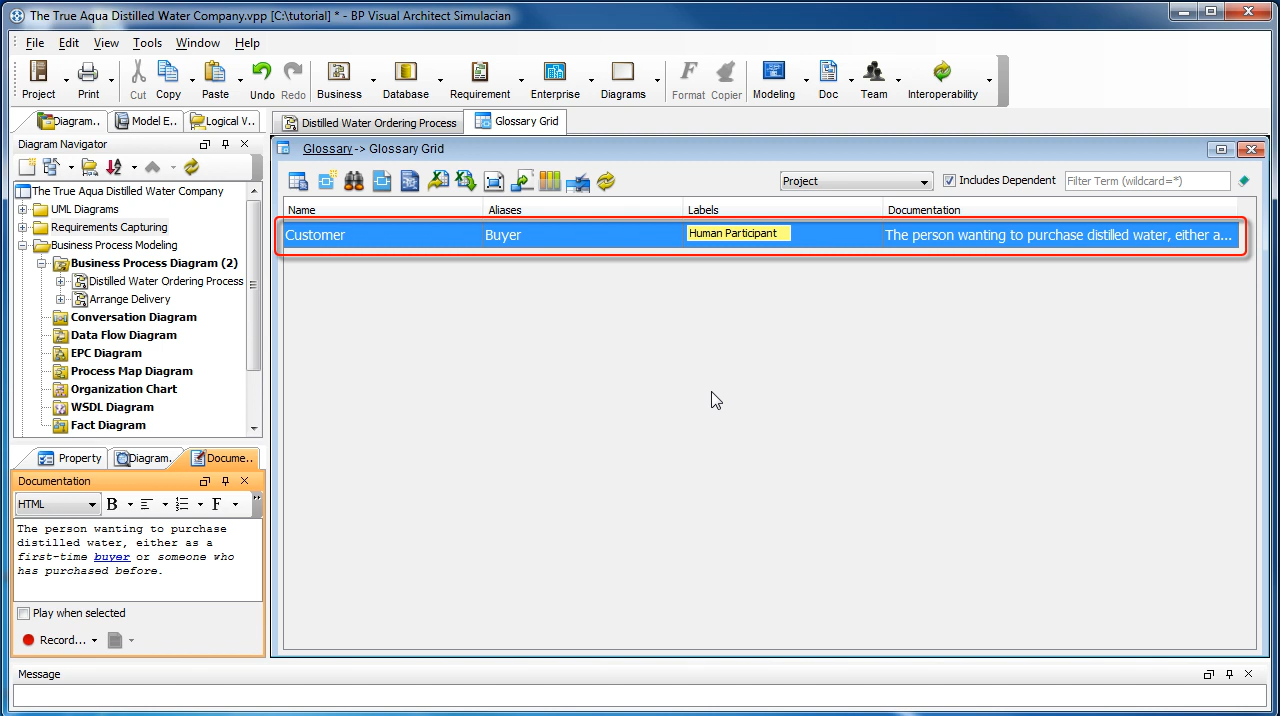 The True Aqua Distilled Water Company.vpp [C:\tutorial] * - BP Visual Architect Simulacian
File Edit View Tools Window Help
Project Print Cut Copy Paste Undo Redo Business Database Requirement Enterprise Diagrams Format Copier Modeling Doc Team Interoperability
Diagram.. Model E.. Logical V..
Distilled Water Ordering Process Glossary Grid
Diagram Navigator
Glossary -> Glossary Grid
Project Includes Dependent Filter Term (wildcard=*)
The True Aqua Distilled Water Company
UML Diagrams
Requirements Capturing
Business Process Modeling
Business Process Diagram (2)
Distilled Water Ordering Process
Arrange Delivery
Conversation Diagram
Data Flow Diagram
EPC Diagram
Process Map Diagram
Organization Chart
WSDL Diagram
Fact Diagram
Name Aliases Labels Documentation
Customer Buyer Human Participant The person wanting to purchase distilled water, either a...
Property Diagram. Docume..
Documentation
HTML B F
The person wanting to purchase
distilled water, either as a
first-time buyer or someone who
has purchased before.
Play when selected
Record...
Message